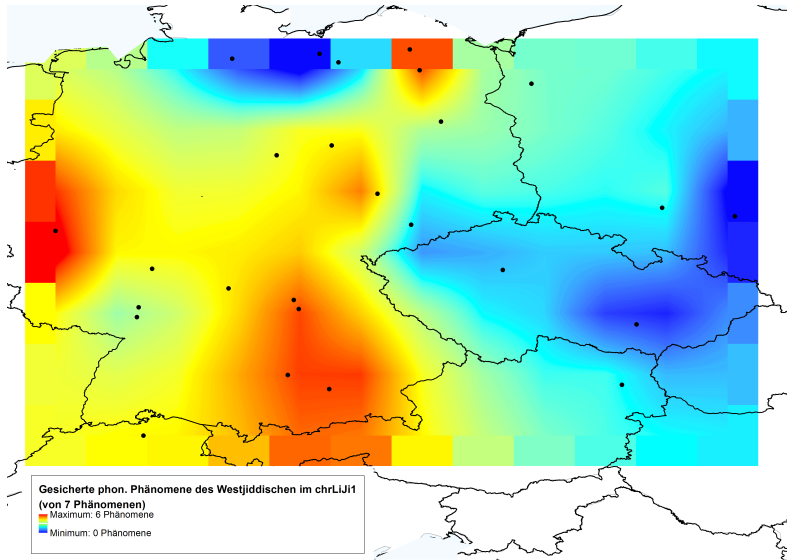 Gesicherte phon. Phänomene des Westjiddischen im chrLiJi1
(von 7 Phänomenen)
Maximum: 6 Phänomene
Minimum: 0 Phänomene